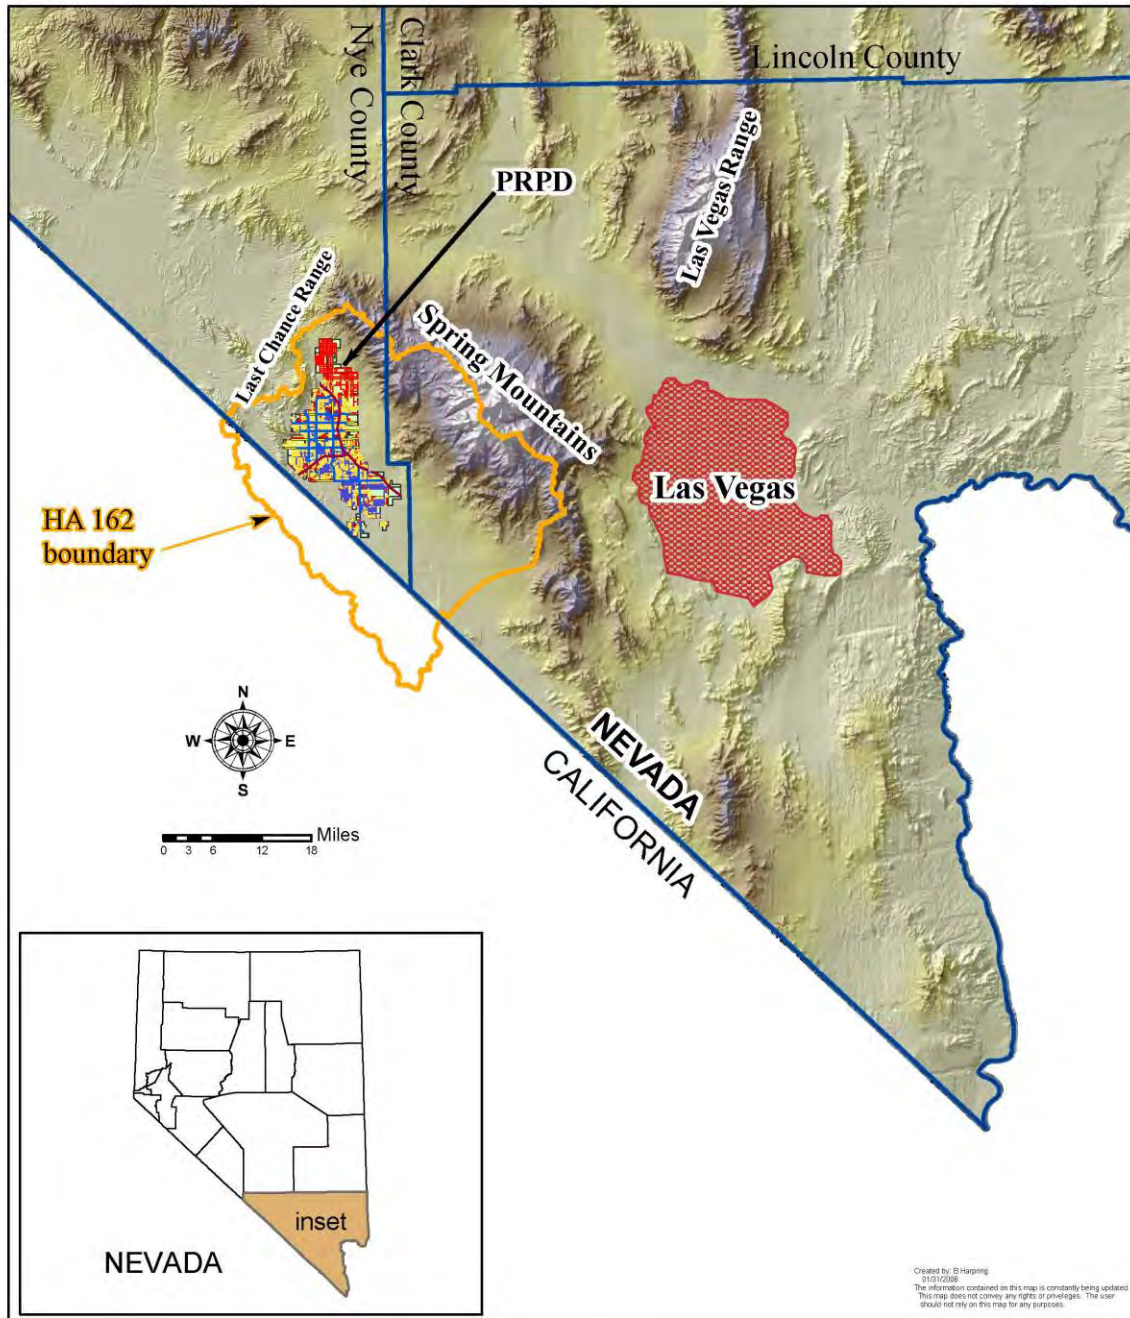 Nye County
Clark County
Lincoln County
PRPD
Las Vegas Range
Last Chance Range
Spring Mountains
Las Vegas
HA 162
boundary
N
W
E
S
NEVADA
CALIFORNIA
Miles
0 3 6 12 18
inset
NEVADA
Created by: B Harpring
01/31/2008
The information contained on this map is constantly being updated.
This map does not convey any rights or priveleges. The user
should not rely on this map for any purposes.